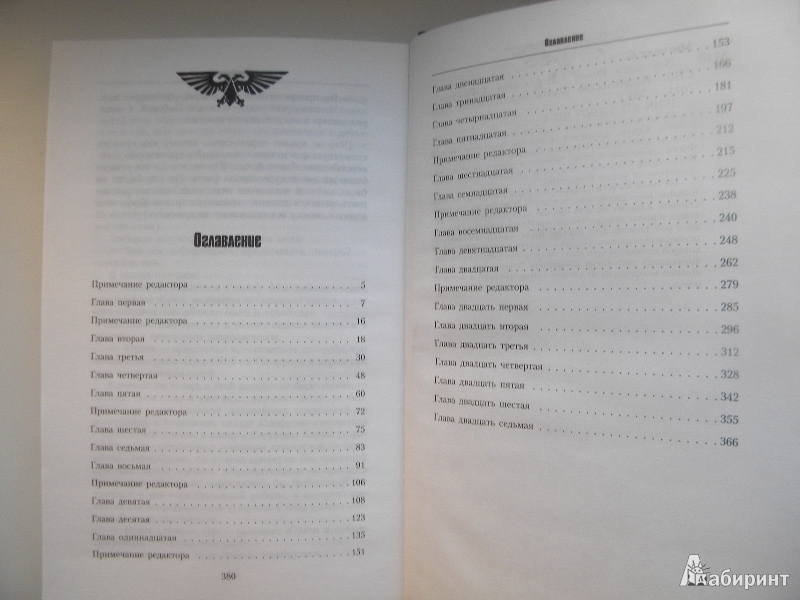 Оглавление
Примечание редактора 5
Глава первая 7
Примечание редактора 16
Глава вторая 18
Глава третья 30
Глава четвертая 48
Глава пятая 60
Примечание редактора 72
Глава шестая 75
Глава седьмая 83
Глава восьмая 91
Примечание редактора 106
Глава девятая 108
Глава десятая 123
Глава одиннадцатая 135
Примечание редактора 151
380
Оглавление
Глава двенадцатая 153
Глава тринадцатая 166
Глава четырнадцатая 181
Глава пятнадцатая 197
Примечание редактора 212
Глава шестнадцатая 215
Глава семнадцатая 225
Примечание редактора 238
Глава восемнадцатая 240
Глава девятнадцатая 248
Глава двадцатая 262
Примечание редактора 279
Глава двадцать первая 285
Глава двадцать вторая 296
Глава двадцать третья 312
Глава двадцать четвертая 328
Глава двадцать пятая 342
Глава двадцать шестая 355
Глава двадцать седьмая 366
Лабиринт